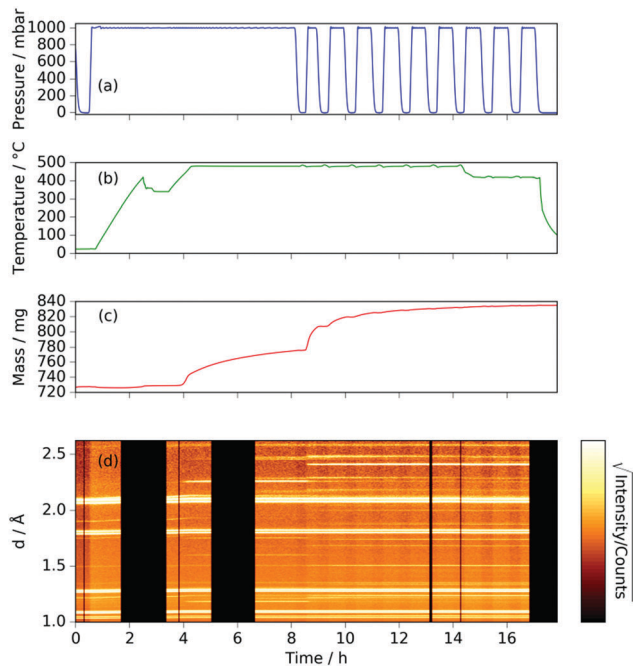 1000
800
600
400
200
0
Pressure / mbar
(a)
500
400
300
200
100
0
Temperature / °C
(b)
840
820
800
780
760
740
720
Mass / mg
(c)
2.5
2.0
1.5
1.0
d / Å
(d)
0 2 4 6 8 10 12 14 16
Time / h
√Intensity/Counts